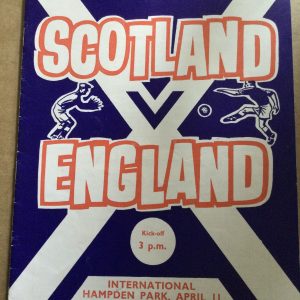 SCOTLAND
V
ENGLAND
Kick-off
3 p.m.
INTERNATIONAL
HAMPDEN PARK, APRIL 11